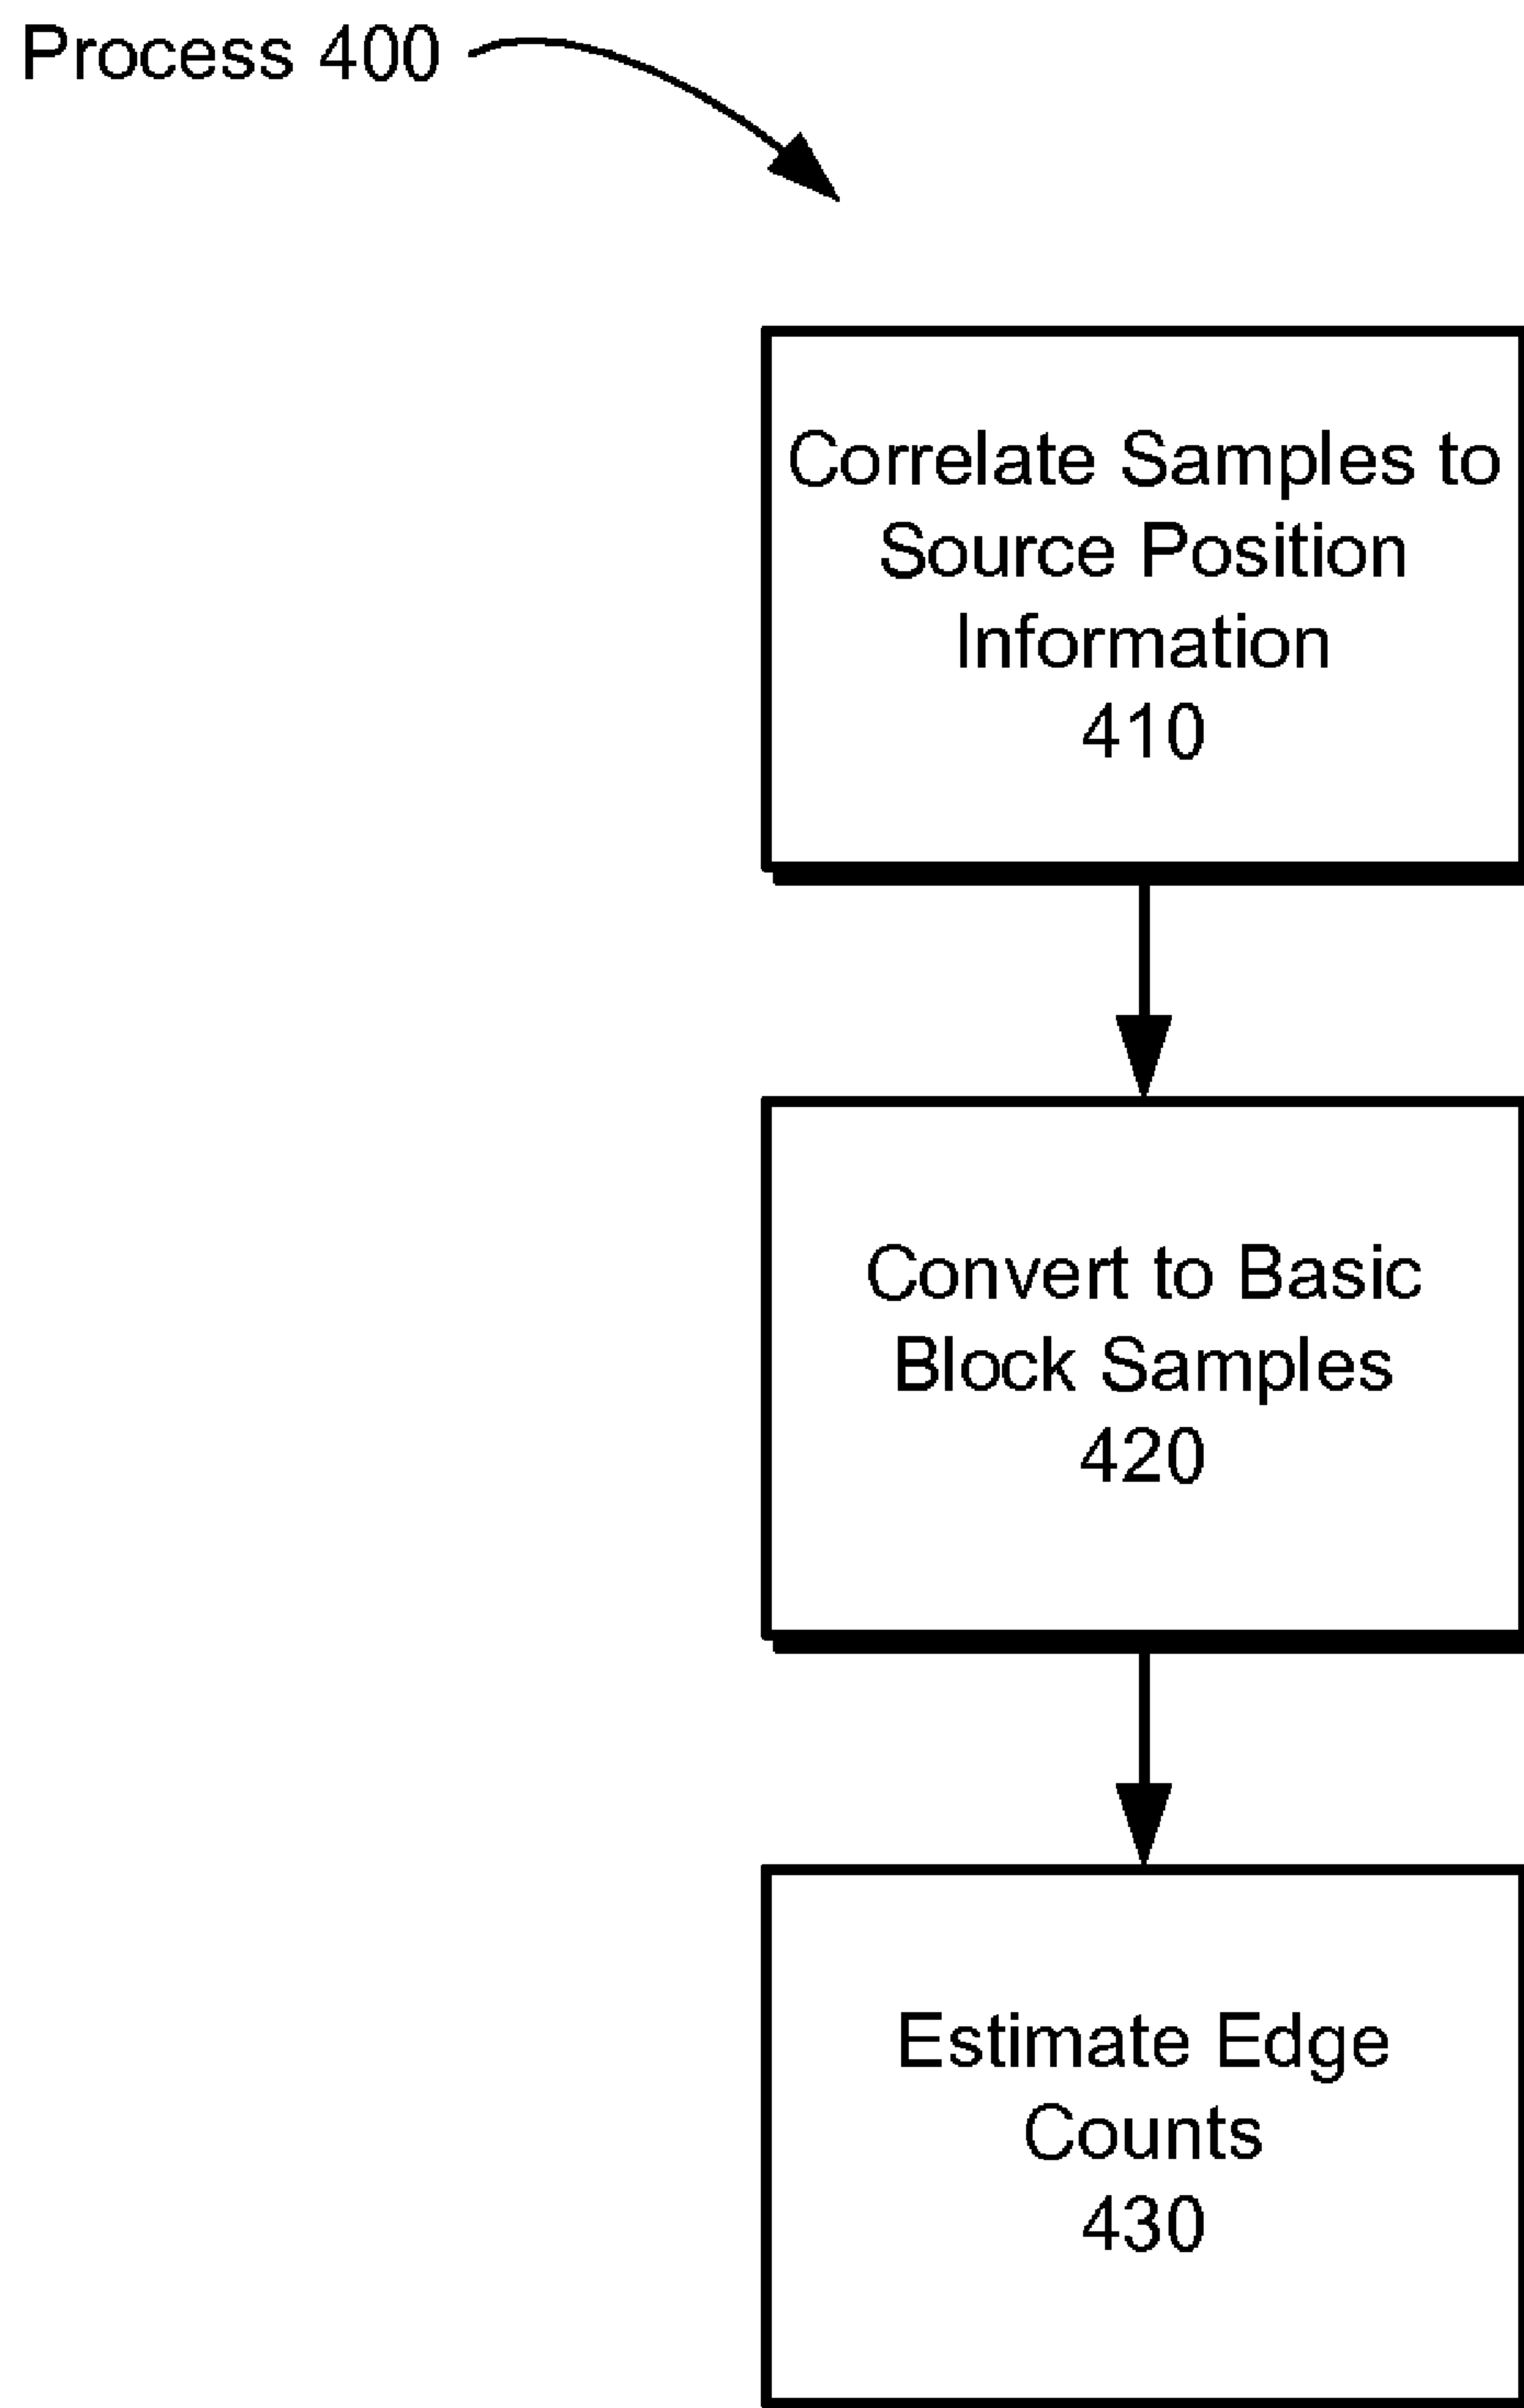 Process 400
Correlate Samples to
Source Position
Information
410
Convert to Basic
Block Samples
420
Estimate Edge
Counts
430